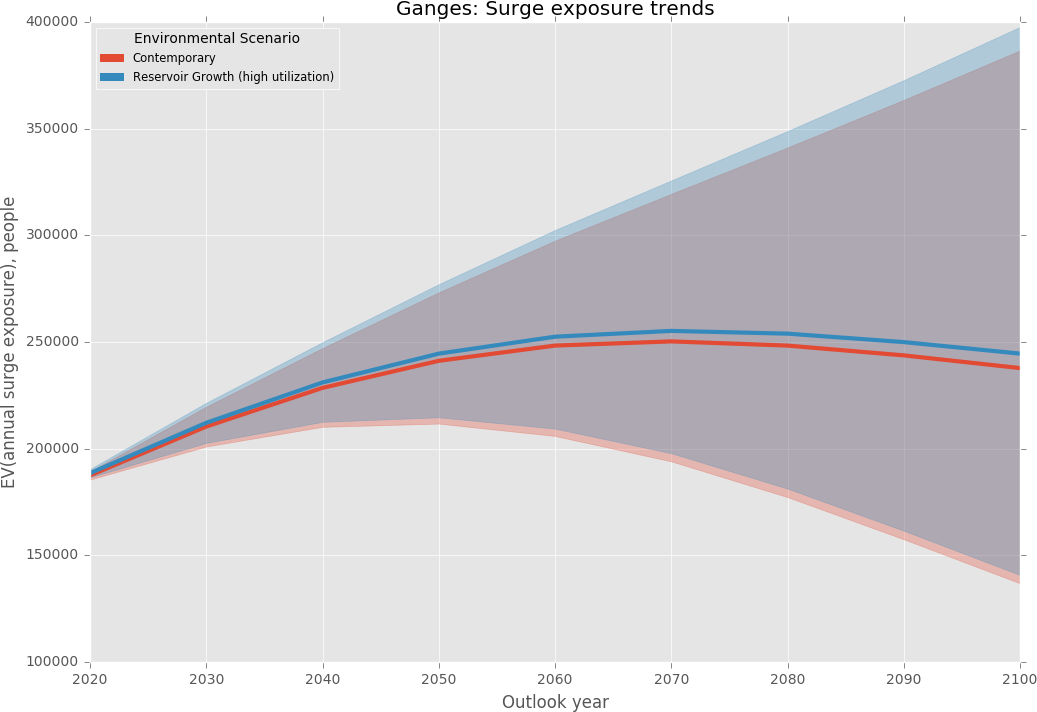 Ganges: Surge exposure trends
Environmental Scenario
Contemporary
Reservoir Growth (high utilization)
EV(annual surge exposure), people
400000
350000
300000
250000
200000
150000
100000
2020 2030 2040 2050 2060 2070 2080 2090 2100
Outlook year